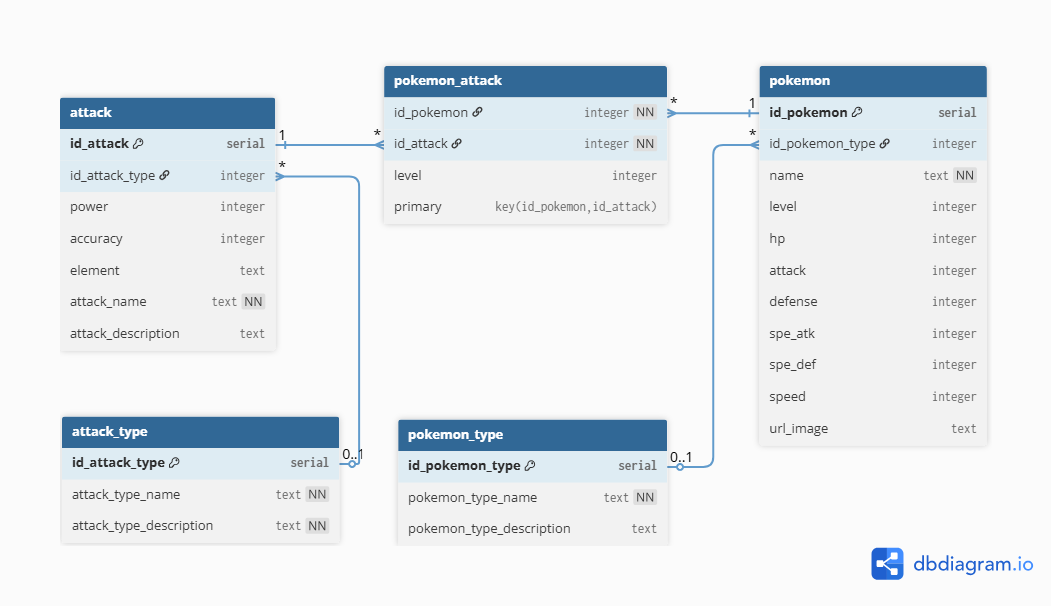 attack
id_attack serial
id_attack_type integer
power integer
accuracy integer
element text
attack_name text NN
attack_description text
pokemon_attack
id_pokemon integer NN
id_attack integer NN
level integer
primary key(id_pokemon,id_attack)
pokemon
id_pokemon serial
id_pokemon_type integer
name text NN
level integer
hp integer
attack integer
defense integer
spe_atk integer
spe_def integer
speed integer
url_image text
1
*
*
*
1
*
attack_type
id_attack_type serial
attack_type_name text NN
attack_type_description text NN
0..1
pokemon_type
id_pokemon_type serial
pokemon_type_name text NN
pokemon_type_description text
0..1
dbdiagram.io